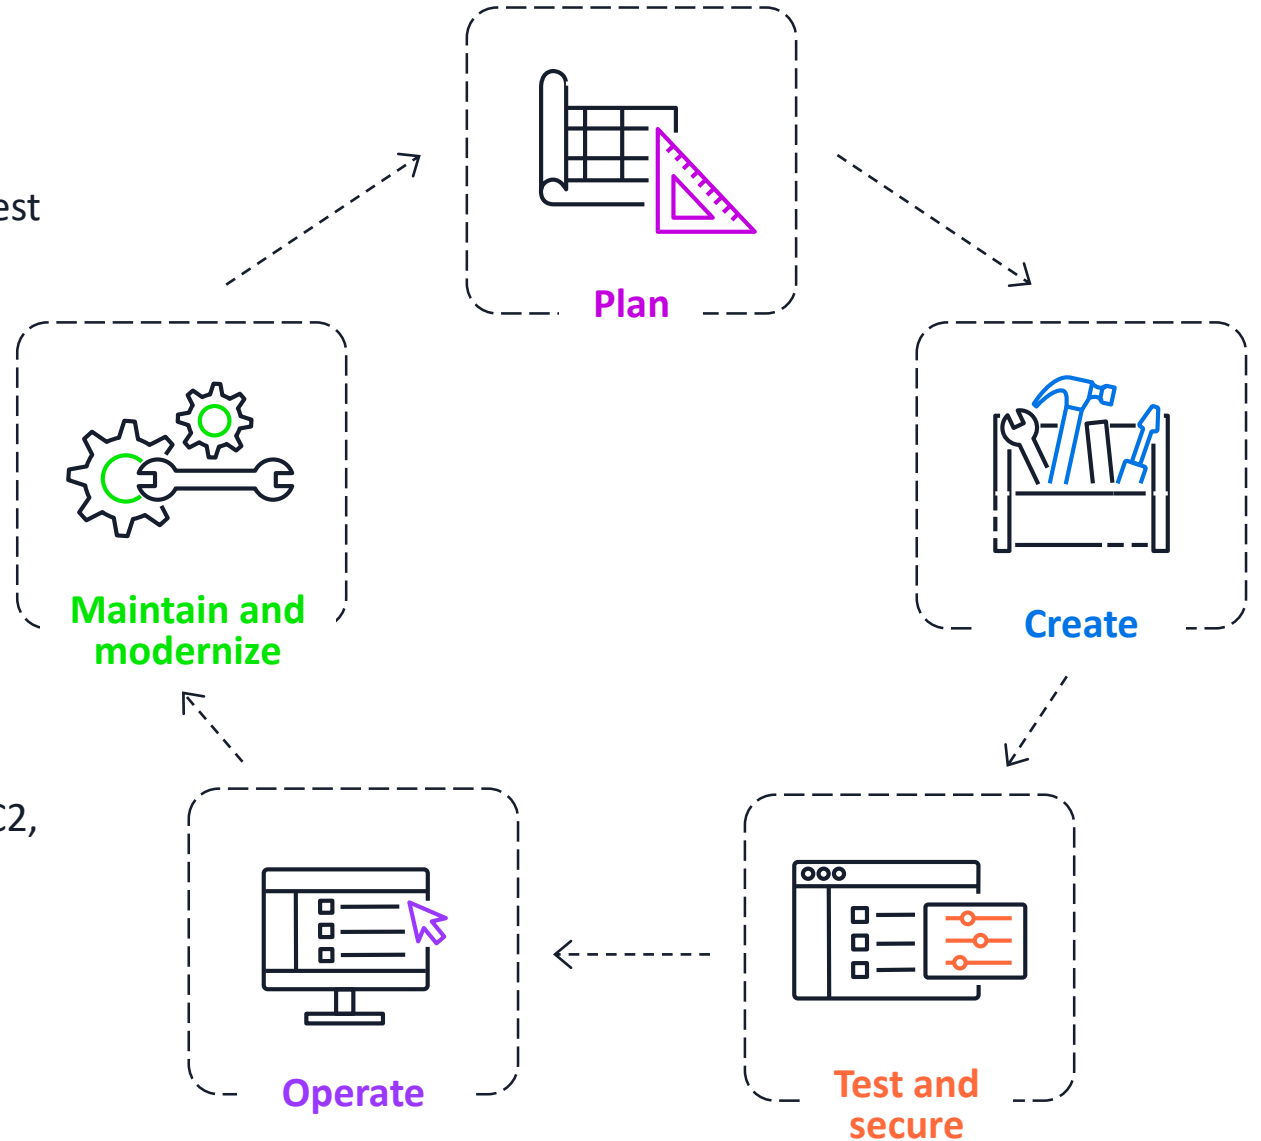 est
Plan
Maintain and
modernize
Create
C2,
Operate
Test and
secure